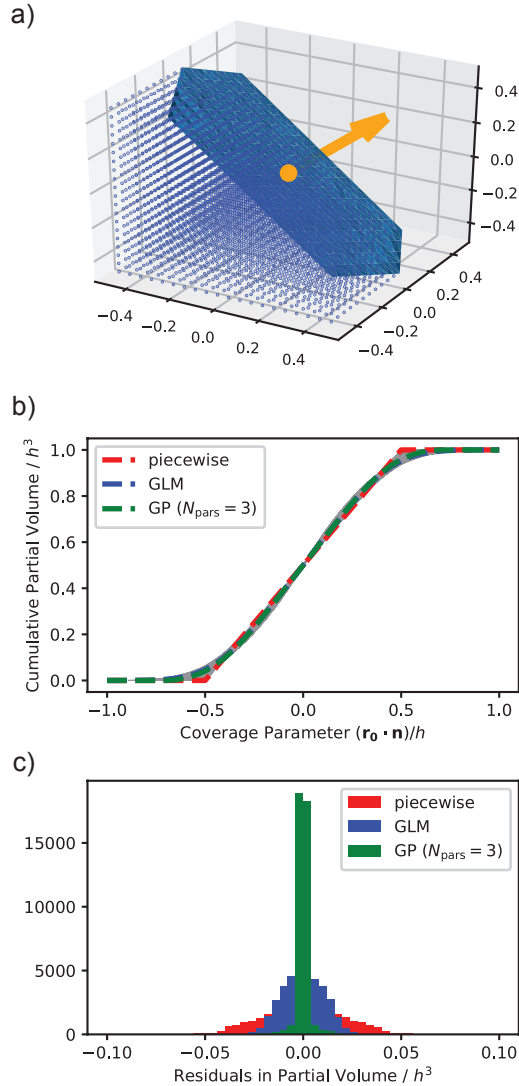 a)
0.4
0.2
0.0
−0.2
−0.4
−0.4
−0.2
0.0
0.2
0.4
−0.4
−0.2
0.0
0.2
0.4
b)
1.0
0.8
0.6
0.4
0.2
0.0
Cumulative Partial Volume / h³
piecewise
GLM
GP (N_pars = 3)
−1.0 −0.5 0.0 0.5 1.0
Coverage Parameter (r₀ · n)/h
c)
15000
10000
5000
0
piecewise
GLM
GP (N_pars = 3)
−0.10 −0.05 0.00 0.05 0.10
Residuals in Partial Volume / h³